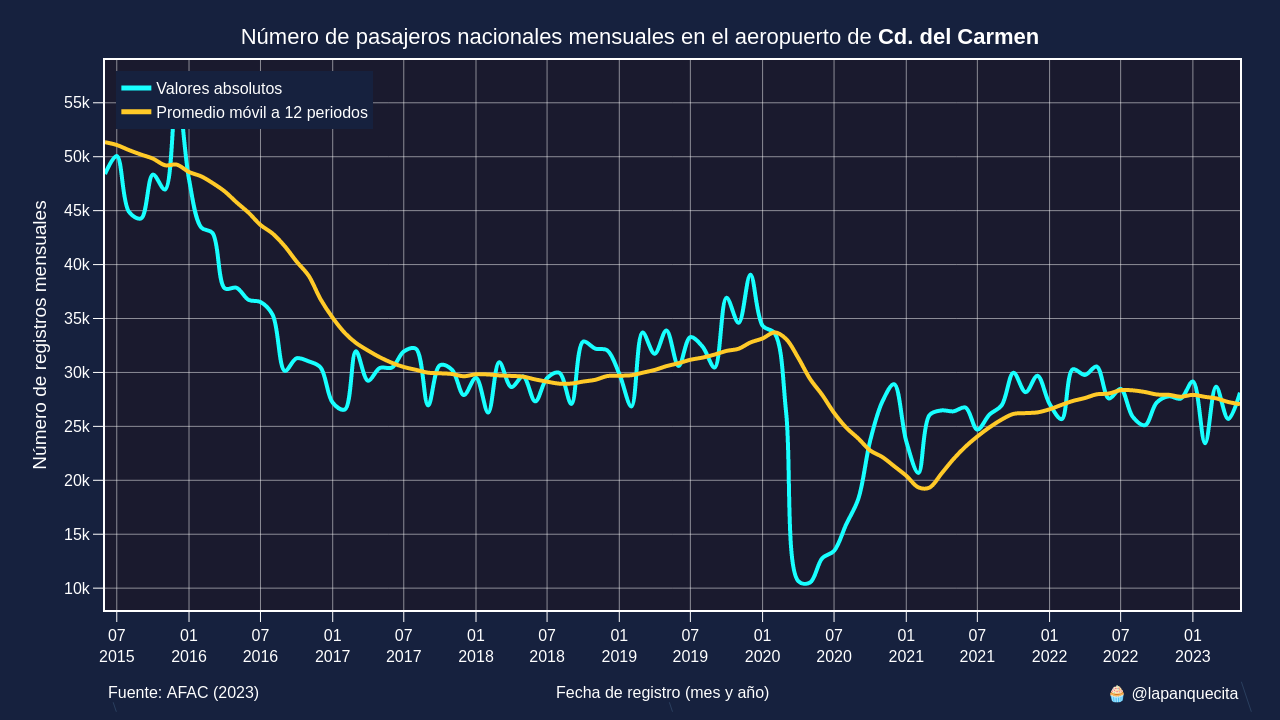 Número de pasajeros nacionales mensuales en el aeropuerto de Cd. del Carmen
Valores absolutos
Promedio móvil a 12 periodos
Número de registros mensuales
55k
50k
45k
40k
35k
30k
25k
20k
15k
10k
07 01 07 01 07 01 07 01 07 01 07 01 07 01 07 01
2015 2016 2016 2017 2017 2018 2018 2019 2019 2020 2020 2021 2021 2022 2022 2023
Fuente: AFAC (2023)
Fecha de registro (mes y año)
🧁 @lapanquecita